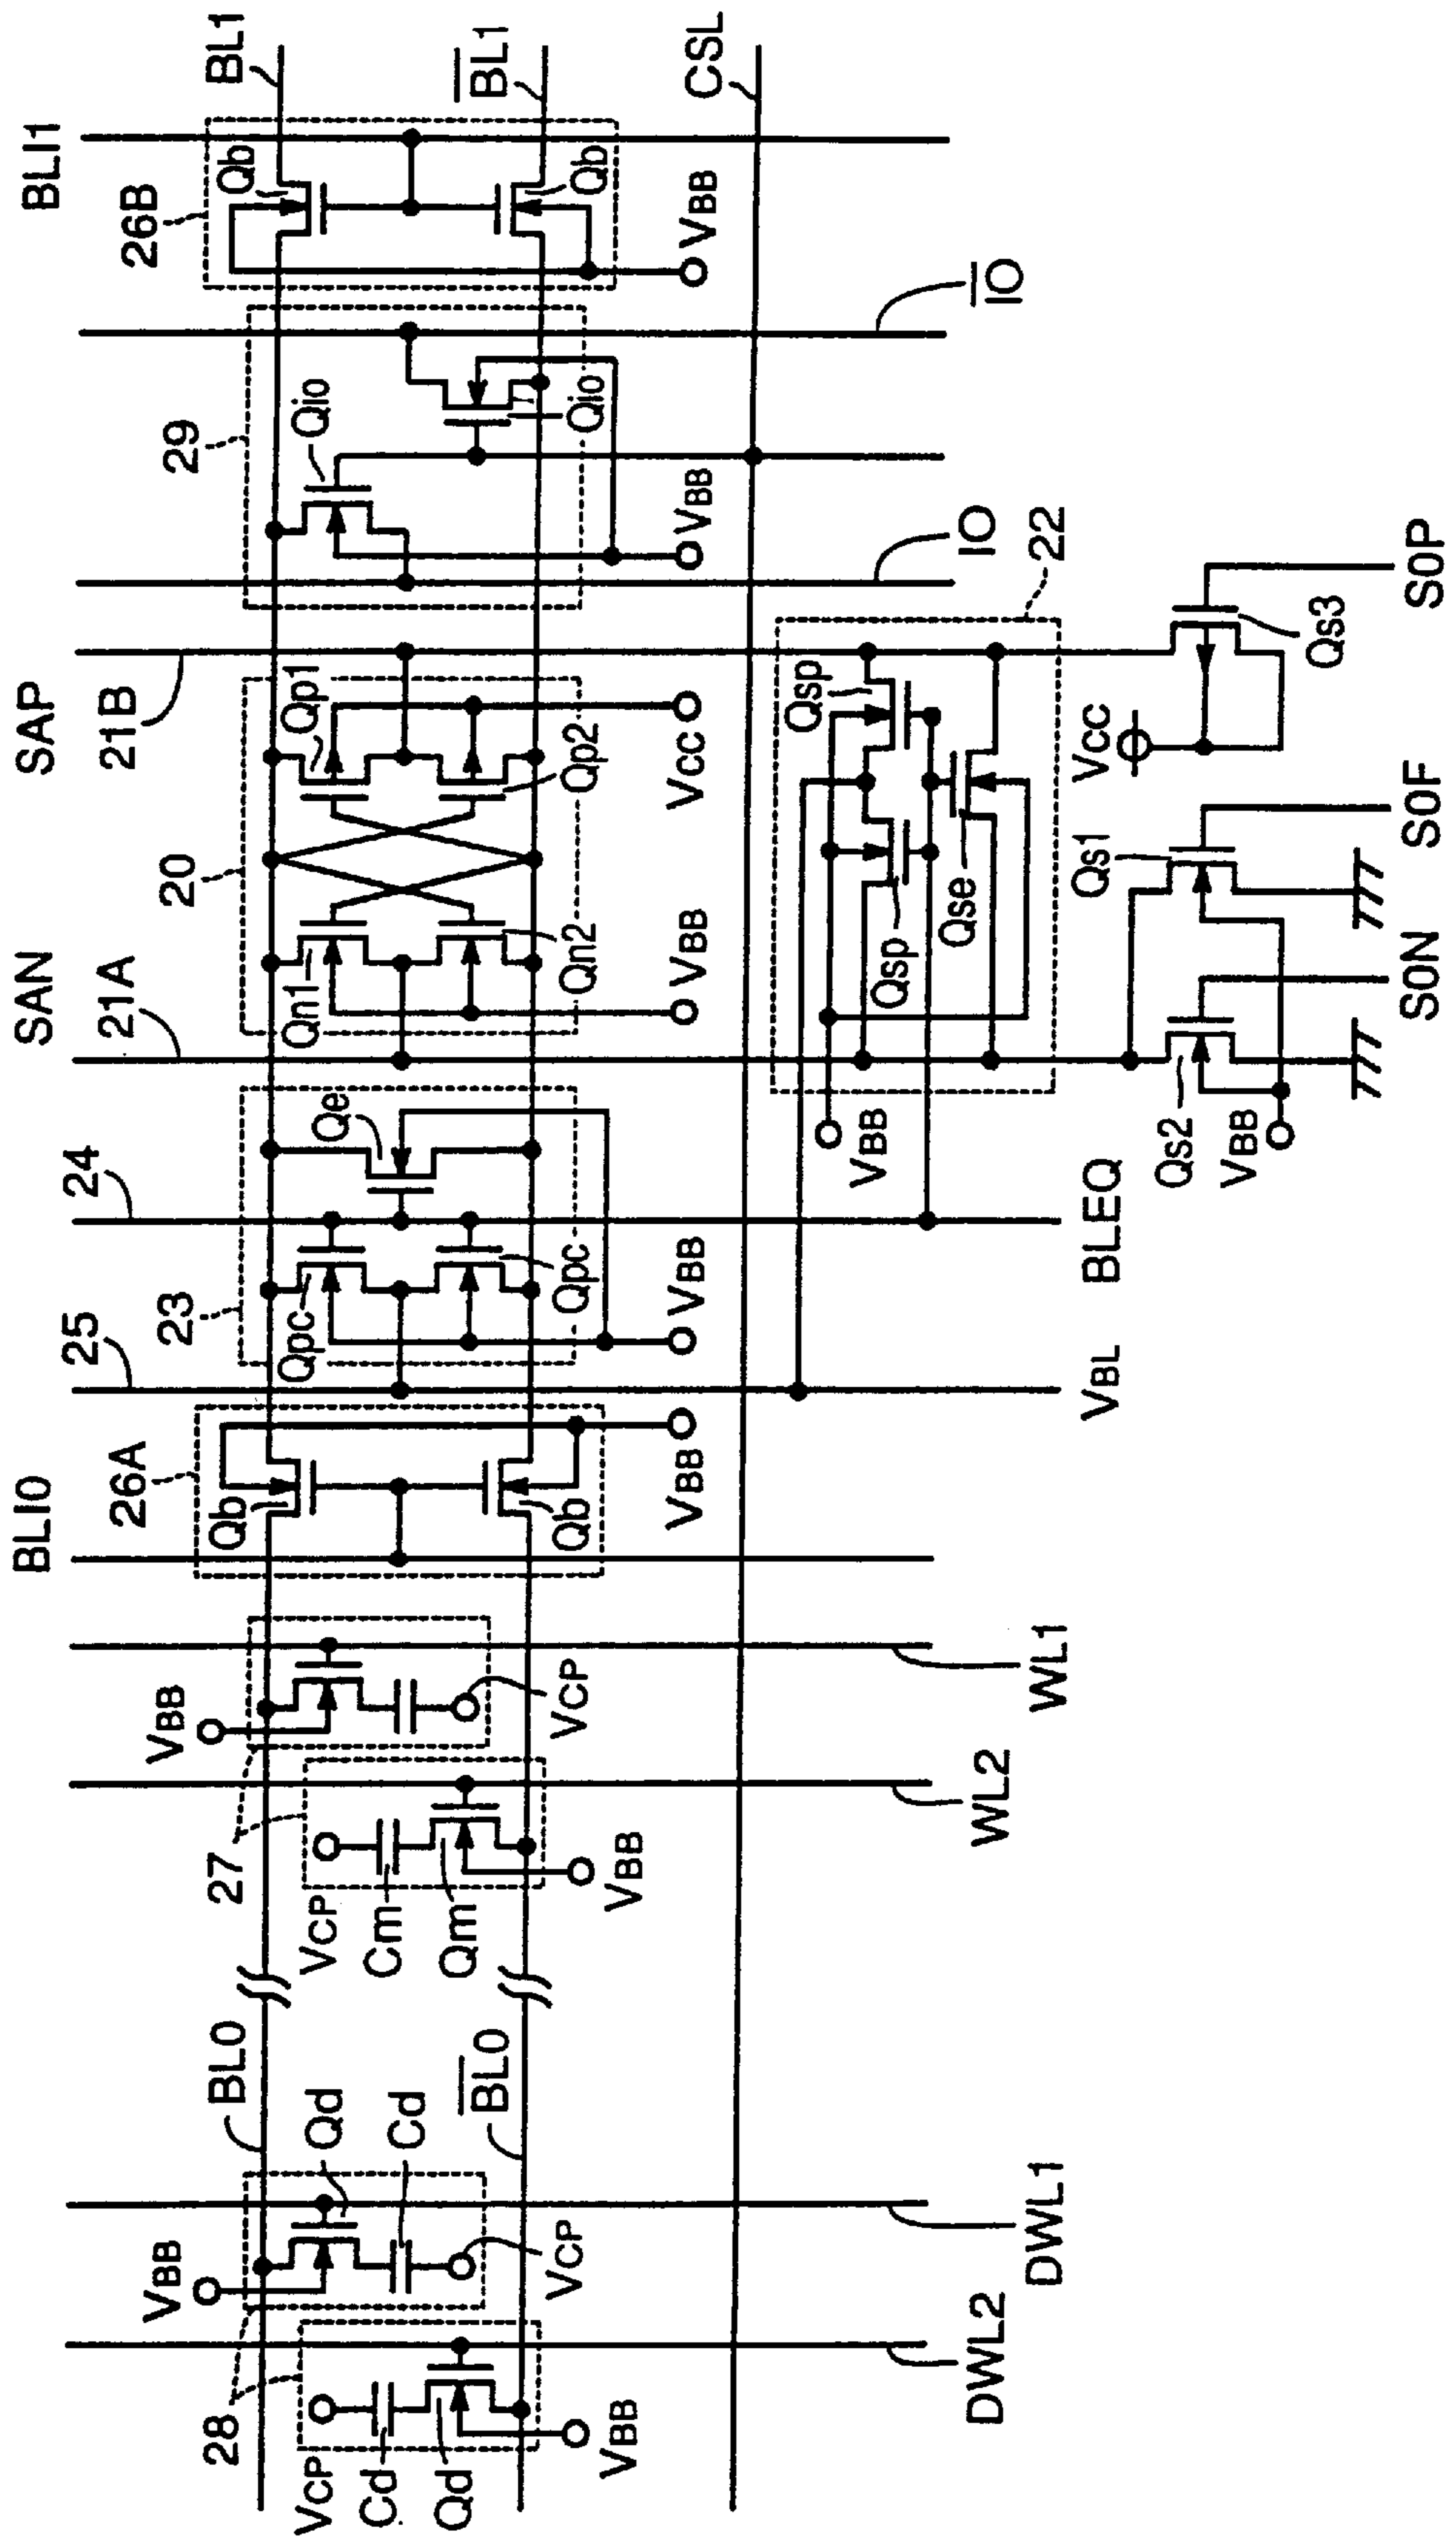 BLI0
SAN
SAP
BLI1
25
24
21A
21B
26A
23
20
29
26B
27
28
VBB
VBB
BL0
BL1
Qb
Qpc
Qe
Qn1
Qp1
Qio
Qb
VCP
Cd
Qd
Qd
Cd
VCP
Cm
Qm
VCP
Qb
Qpc
Qn2
Qp2
Qio
Qb
BL0
BL1
VCP
VBB
VBB
VBB
VBB
VBB
VCC
VBB
VBB
CSL
VBB
Qsp
Qsp
Qse
22
IO
IO
DWL2
DWL1
WL2
WL1
VBL
BLEQ
Qs2
VBB
Qs1
VCC
Qs3
SON
SOF
SOP